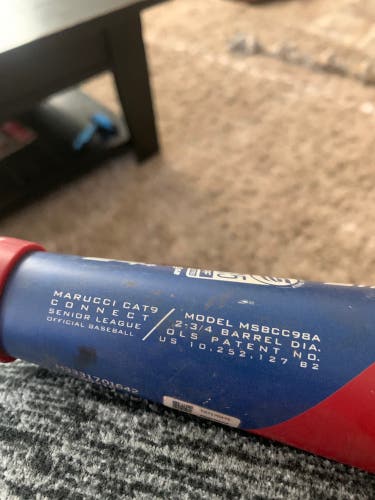 MARUCCI CAT9
CONNECT
SENIOR LEAGUE
OFFICIAL BASEBALL
MODEL MSBCC98A
2-3/4 BARREL DIA.
DLS PATENT NO.
US 10,252,127 B2